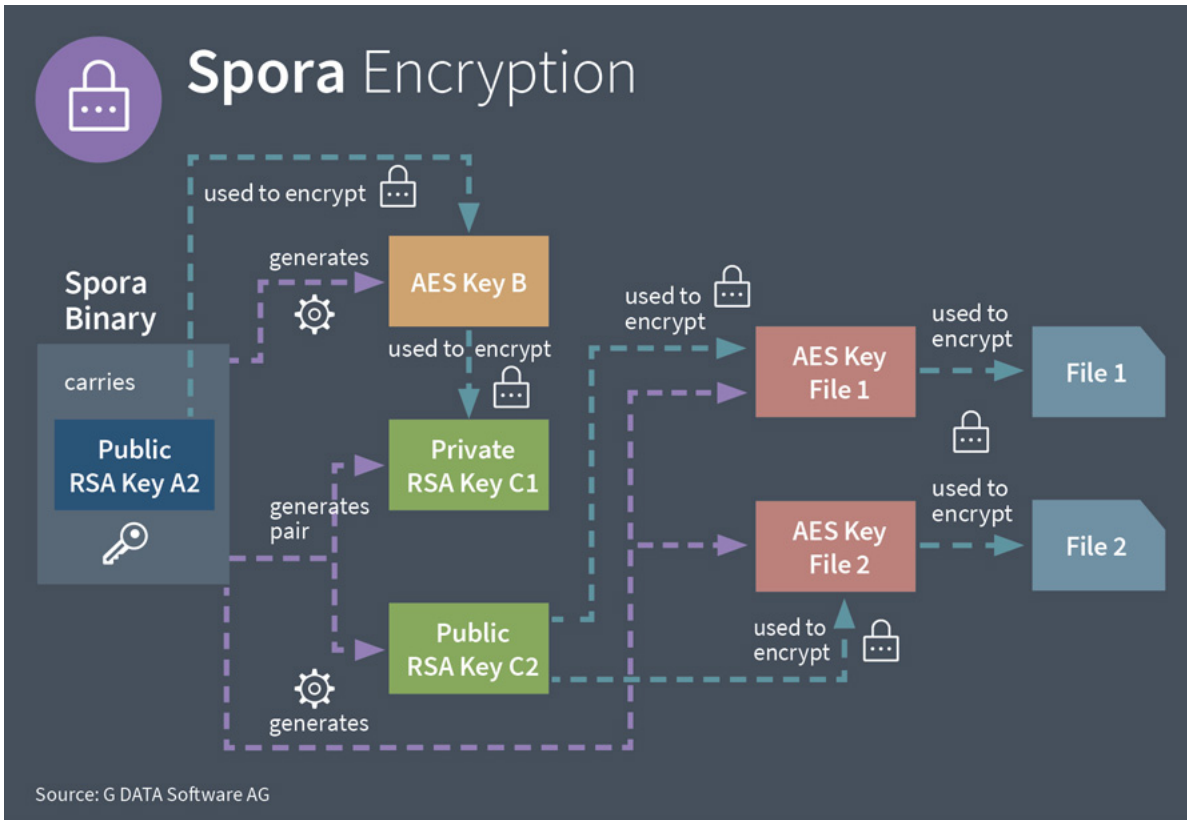 Spora Encryption
used to encrypt
generates
AES Key B
Spora
Binary
used to encrypt
carries
Public
RSA Key A2
Private
RSA Key C1
generates
pair
Public
RSA Key C2
generates
used to
encrypt
AES Key
File 1
used to
encrypt
File 1
AES Key
File 2
used to
encrypt
File 2
used to
encrypt
Source: G DATA Software AG